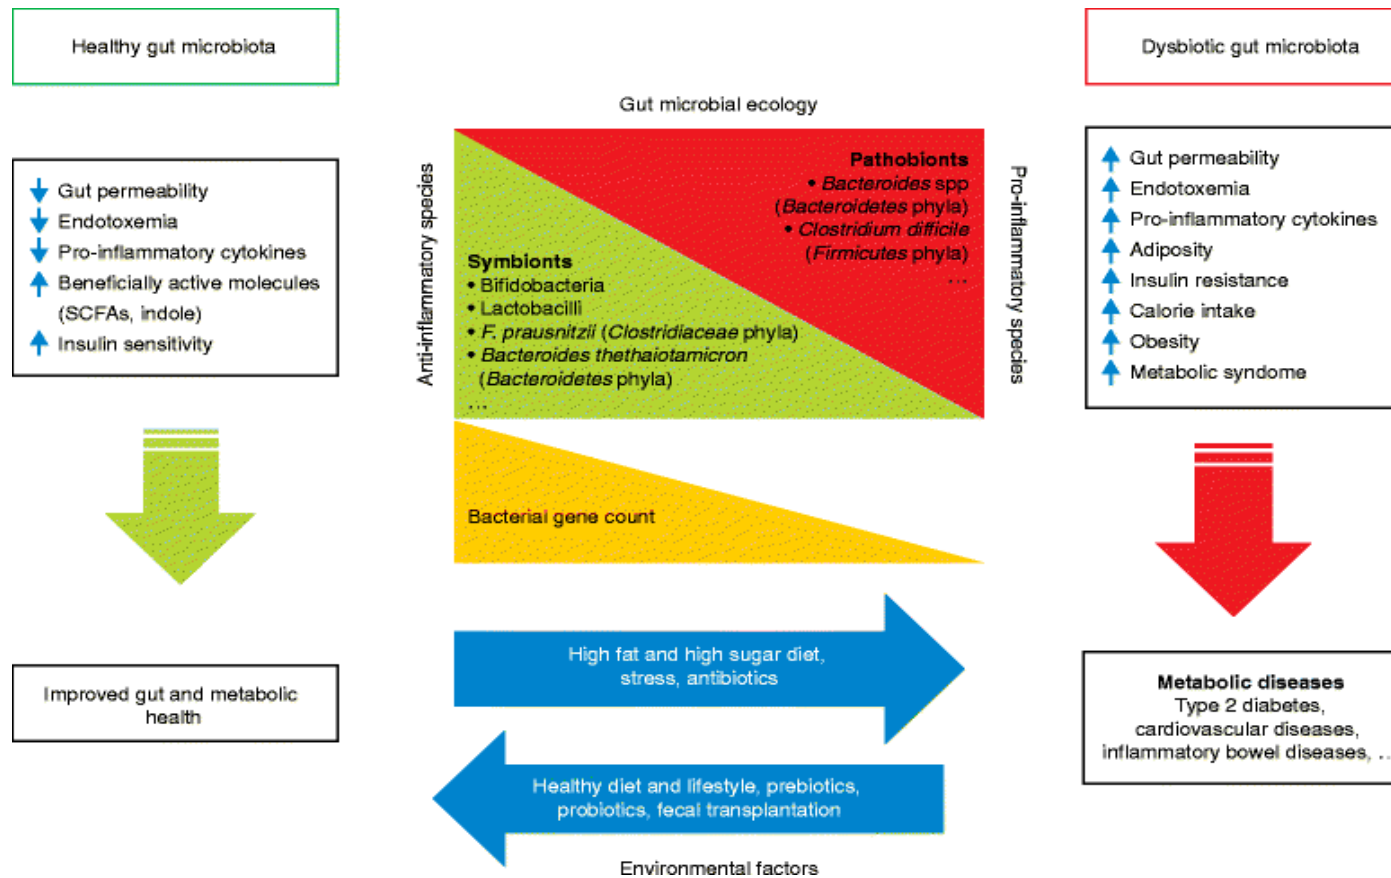 Healthy gut microbiota
Gut permeability
Endotoxemia
Pro-inflammatory cytokines
Beneficially active molecules
(SCFAs, indole)
Insulin sensitivity
Improved gut and metabolic
health
Gut microbial ecology
Anti-inflammatory species
Symbionts
• Bifidobacteria
• Lactobacilli
• F. prausnitzii (Clostridiaceae phyla)
• Bacteroides thethaiotamicron
(Bacteroidetes phyla)
...
Pathobionts
• Bacteroides spp
(Bacteroidetes phyla)
• Clostridium difficile
(Firmicutes phyla)
...
Pro-inflammatory species
Bacterial gene count
High fat and high sugar diet,
stress, antibiotics
Healthy diet and lifestyle, prebiotics,
probiotics, fecal transplantation
Environmental factors
Dysbiotic gut microbiota
Gut permeability
Endotoxemia
Pro-inflammatory cytokines
Adiposity
Insulin resistance
Calorie intake
Obesity
Metabolic syndome
Metabolic diseases
Type 2 diabetes,
cardiovascular diseases,
inflammatory bowel diseases, ...